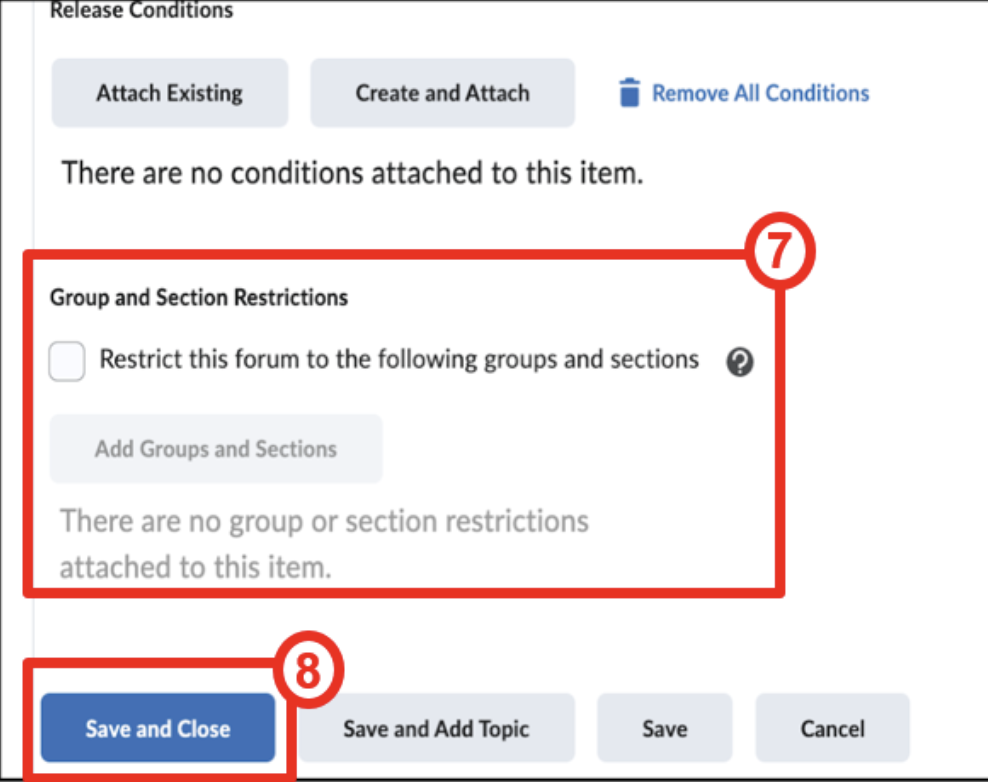 Release Conditions
Attach Existing
Create and Attach
Remove All Conditions
There are no conditions attached to this item.
7
Group and Section Restrictions
Restrict this forum to the following groups and sections ?
Add Groups and Sections
There are no group or section restrictions
attached to this item.
8
Save and Close
Save and Add Topic
Save
Cancel